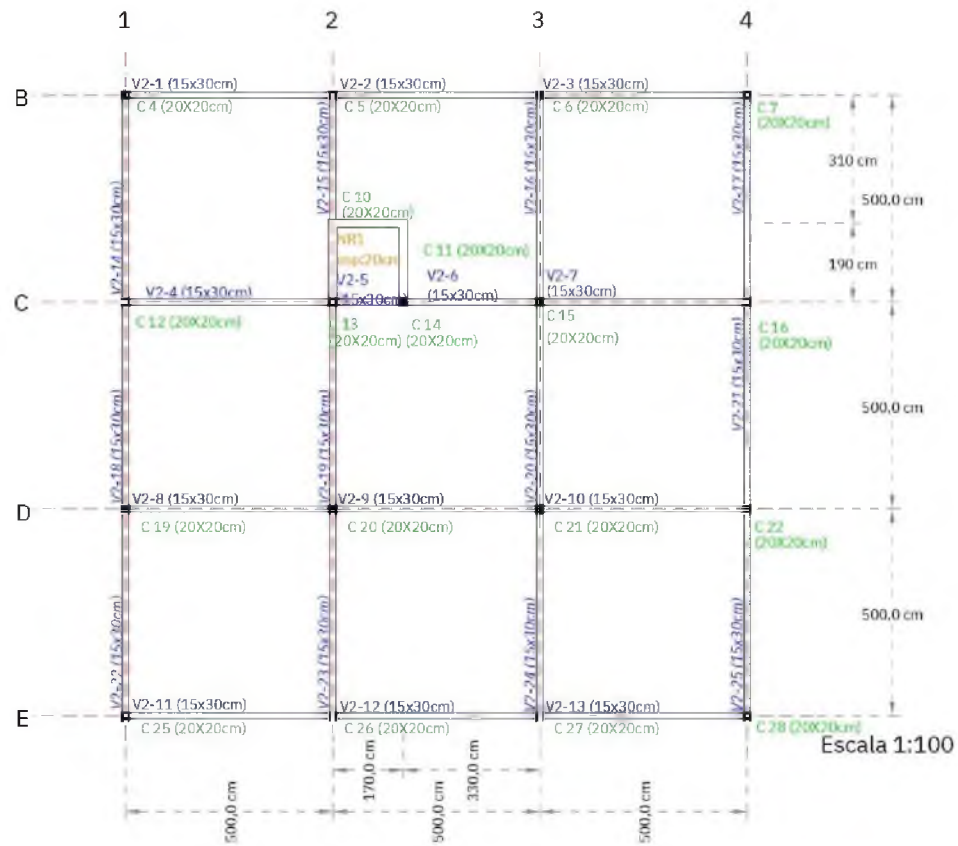 1 2 3 4
B
V2-1 (15x30cm) V2-2 (15x30cm) V2-3 (15x30cm)
C 4 (20X20cm) C 5 (20X20cm) C 6 (20X20cm) C 7
(20X20cm)
V2-14 (15x30cm) V2-15 (15x30cm) V2-16 (15x30cm) V2-17 (15x30cm)
310 cm
500,0 cm
190 cm
C 10
(20X20cm)
C 11 (20X20cm)
V2-5
(15x30cm)
C
V2-4 (15x30cm) V2-6
(15x30cm)
V2-7
(15x30cm)
C 12 (20X20cm) C 13
(20X20cm)
C 14
(20X20cm)
C 15
(20X20cm)
C 16
(20X20cm)
V2-18 (15x30cm) V2-19 (15x30cm) V2-20 (15x30cm) V2-21 (15x30cm)
500,0 cm
D
V2-8 (15x30cm) V2-9 (15x30cm) V2-10 (15x30cm)
C 19 (20X20cm) C 20 (20X20cm) C 21 (20X20cm) C 22
(20X20cm)
V2-22 (15x30cm) V2-23 (15x30cm) V2-24 (15x30cm) V2-25 (15x30cm)
500,0 cm
E
V2-11 (15x30cm) V2-12 (15x30cm) V2-13 (15x30cm)
C 25 (20X20cm) C 26 (20X20cm) C 27 (20X20cm) C 28 (20X20cm)
Escala 1:100
170,0 cm 330,0 cm
500,0 cm 500,0 cm 500,0 cm